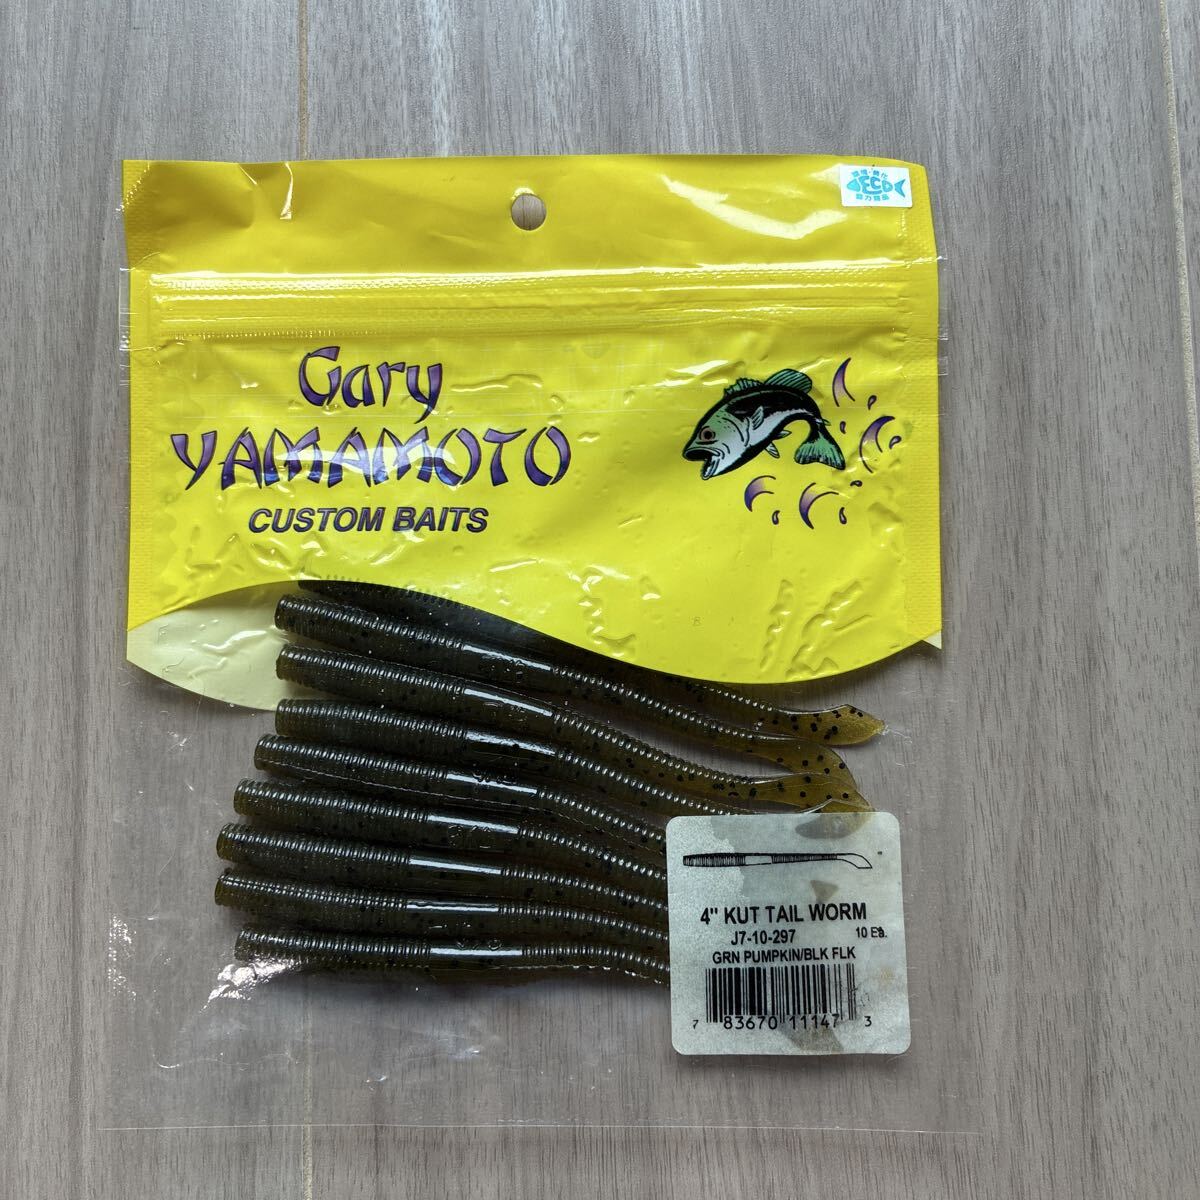 ECO
Gary
YAMAMOTO
CUSTOM BAITS
4" KUT TAIL WORM
J7-10-297 10 Ea.
GRN PUMPKIN/BLK FLK
7 83670 11147 3